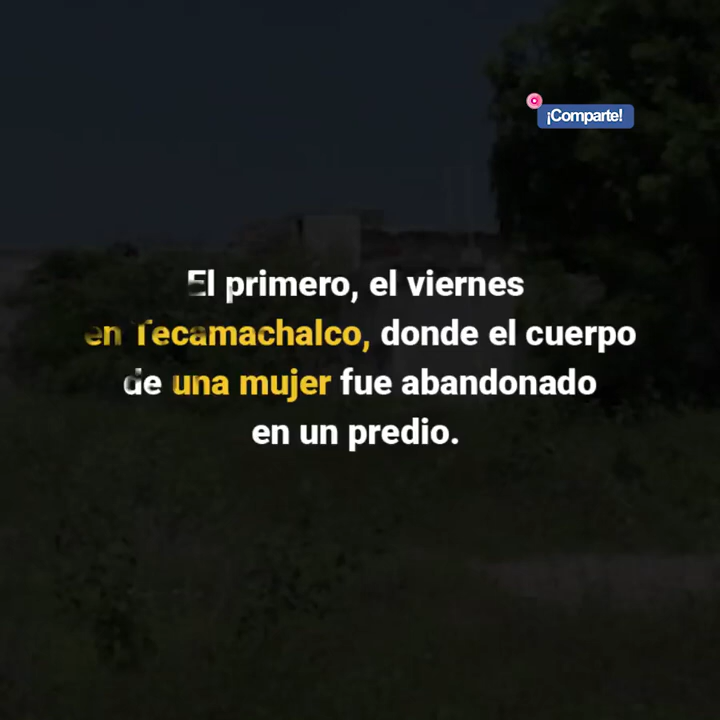 ¡Comparte!
El primero, el viernes
en Tecamachalco, donde el cuerpo
de una mujer fue abandonado
en un predio.